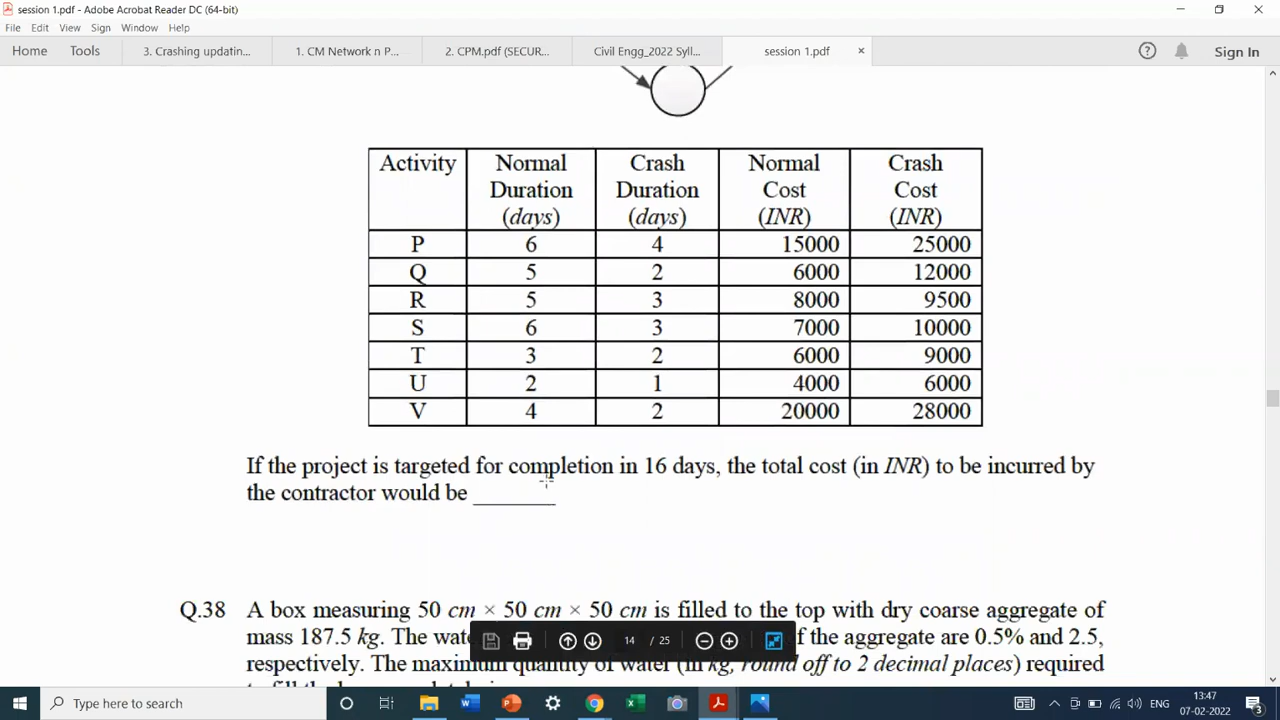 session 1.pdf - Adobe Acrobat Reader DC (64-bit)
File Edit View Sign Window Help
Home Tools 3. Crashing updatin... 1. CM Network n P... 2. CPM.pdf (SECUR... Civil Engg_2022 Syll... session 1.pdf × Sign In
Activity Normal Duration (days) Crash Duration (days) Normal Cost (INR) Crash Cost (INR)
P 6 4 15000 25000
Q 5 2 6000 12000
R 5 3 8000 9500
S 6 3 7000 10000
T 3 2 6000 9000
U 2 1 4000 6000
V 4 2 20000 28000
If the project is targeted for completion in 16 days, the total cost (in INR) to be incurred by
the contractor would be ________
Q.38 A box measuring 50 cm × 50 cm × 50 cm is filled to the top with dry coarse aggregate of
mass 187.5 kg. The wate of the aggregate are 0.5% and 2.5,
14 / 25
respectively. The maximum quantity of water (in kg, round off to 2 decimal places) required
Type here to search
ENG
13:47
07-02-2022
3